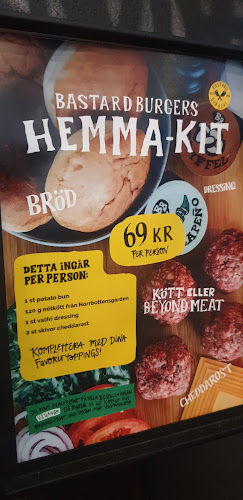 BASTARD BURGERS
HEMMA-KIT
BRÖD
DRESSING
JALAPEÑO
69 KR
PER PERSON
DETTA INGÅR
PER PERSON:
1 st potato bun
120 g nötkött från Norrbottensgården
1 st valfri dressing
2 st skivor cheddarost
KOMPLETTERA MED DINA
FAVORITTOPPINGS!
KÖTT ELLER
BEYOND MEAT
CHEDDAROST